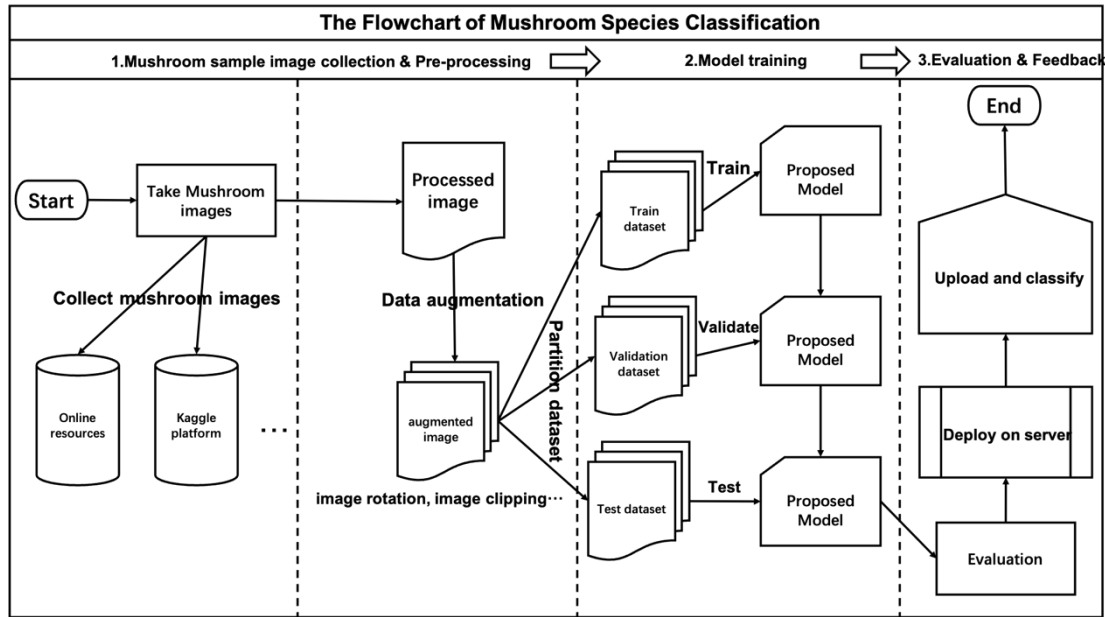 The Flowchart of Mushroom Species Classification
1.Mushroom sample image collection & Pre-processing
2.Model training
3.Evaluation & Feedback
Start
Take Mushroom
images
Collect mushroom images
Online
resources
Kaggle
platform
...
Processed
image
Data augmentation
augmented
image
image rotation, image clipping···
Partition dataset
Train
dataset
Train
Proposed
Model
Validation
dataset
Validate
Proposed
Model
Test dataset
Test
Proposed
Model
Evaluation
Deploy on server
Upload and classify
End